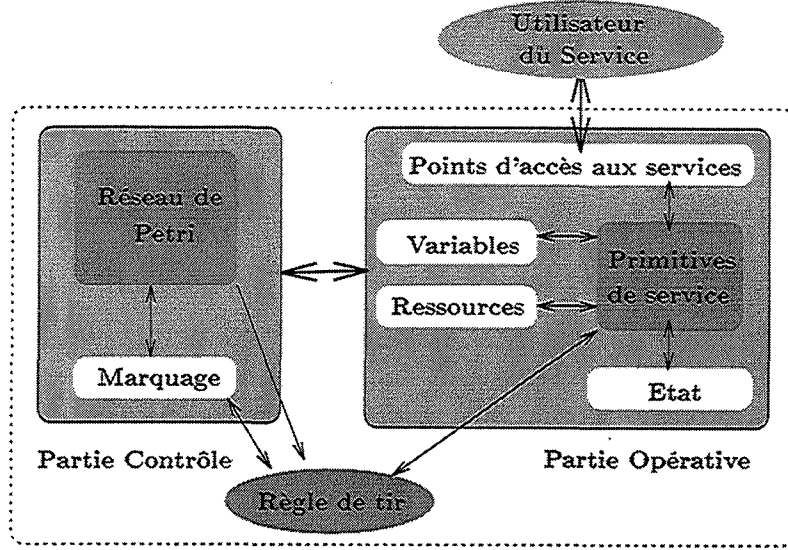 Utilisateur
du Service
Points d'accès aux services
Réseau de
Petri
Variables
Primitives
de service
Ressources
Marquage
Etat
Partie Contrôle
Partie Opérative
Règle de tir